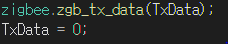 zigbee.zgb_tx_data(TxData);
TxData = 0;